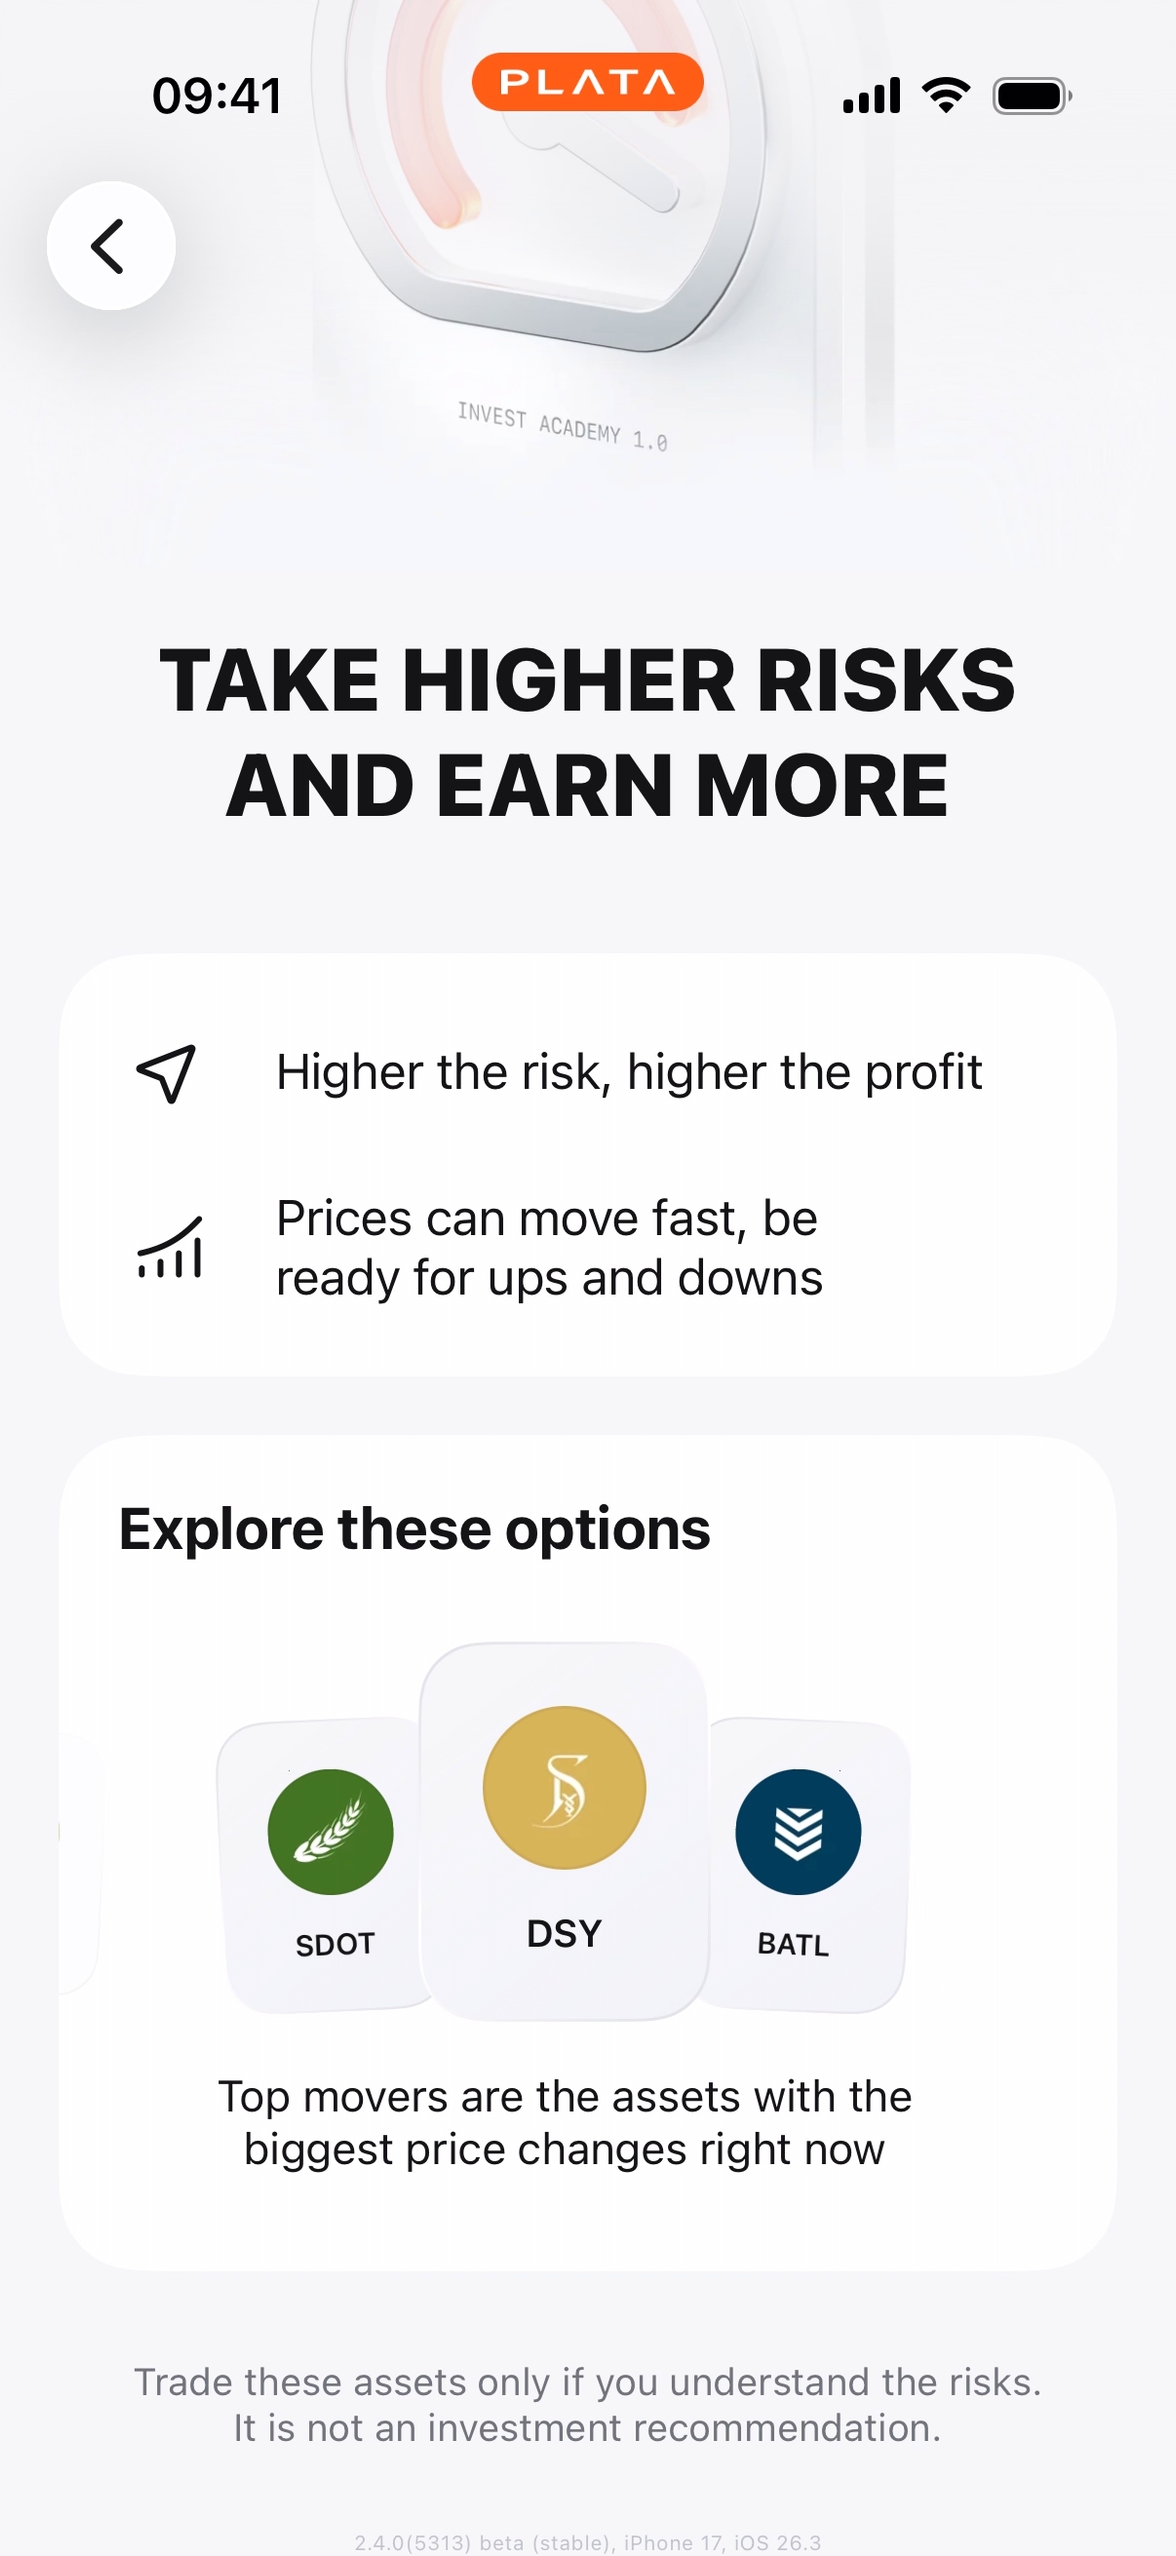 09:41
PLATA
INVEST ACADEMY 1.0
TAKE HIGHER RISKS
AND EARN MORE
Higher the risk, higher the profit
Prices can move fast, be
ready for ups and downs
Explore these options
SDOT
DSY
BATL
Top movers are the assets with the
biggest price changes right now
Trade these assets only if you understand the risks.
It is not an investment recommendation.
2.4.0(5313) beta (stable), iPhone 17, iOS 26.3